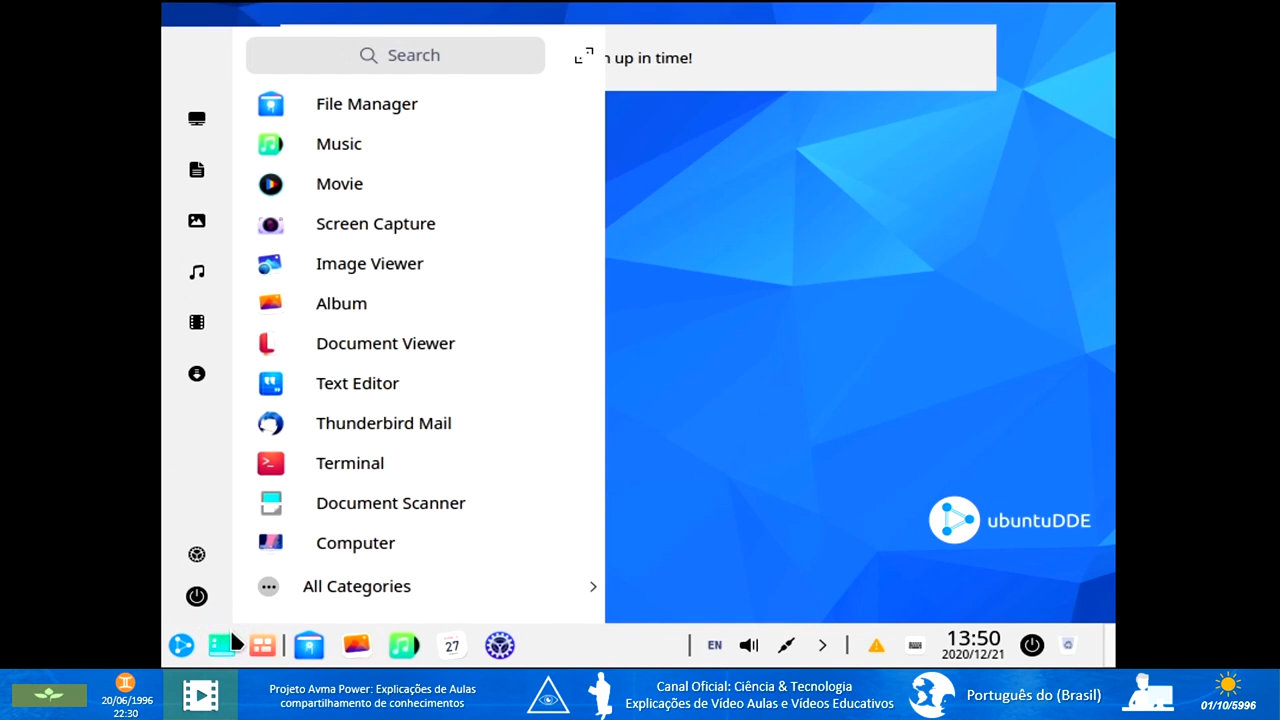 Search
n up in time!
File Manager
Music
Movie
Screen Capture
Image Viewer
Album
Document Viewer
Text Editor
Thunderbird Mail
Terminal
Document Scanner
Computer
All Categories
ubuntuDDE
27
EN
13:50
2020/12/21
20/06/1996
22:30
Projeto Avma Power: Explicações de Aulas
compartilhamento de conhecimentos
Canal Oficial: Ciência & Tecnologia
Explicações de Vídeo Aulas e Vídeos Educativos
Português do (Brasil)
01/10/5996